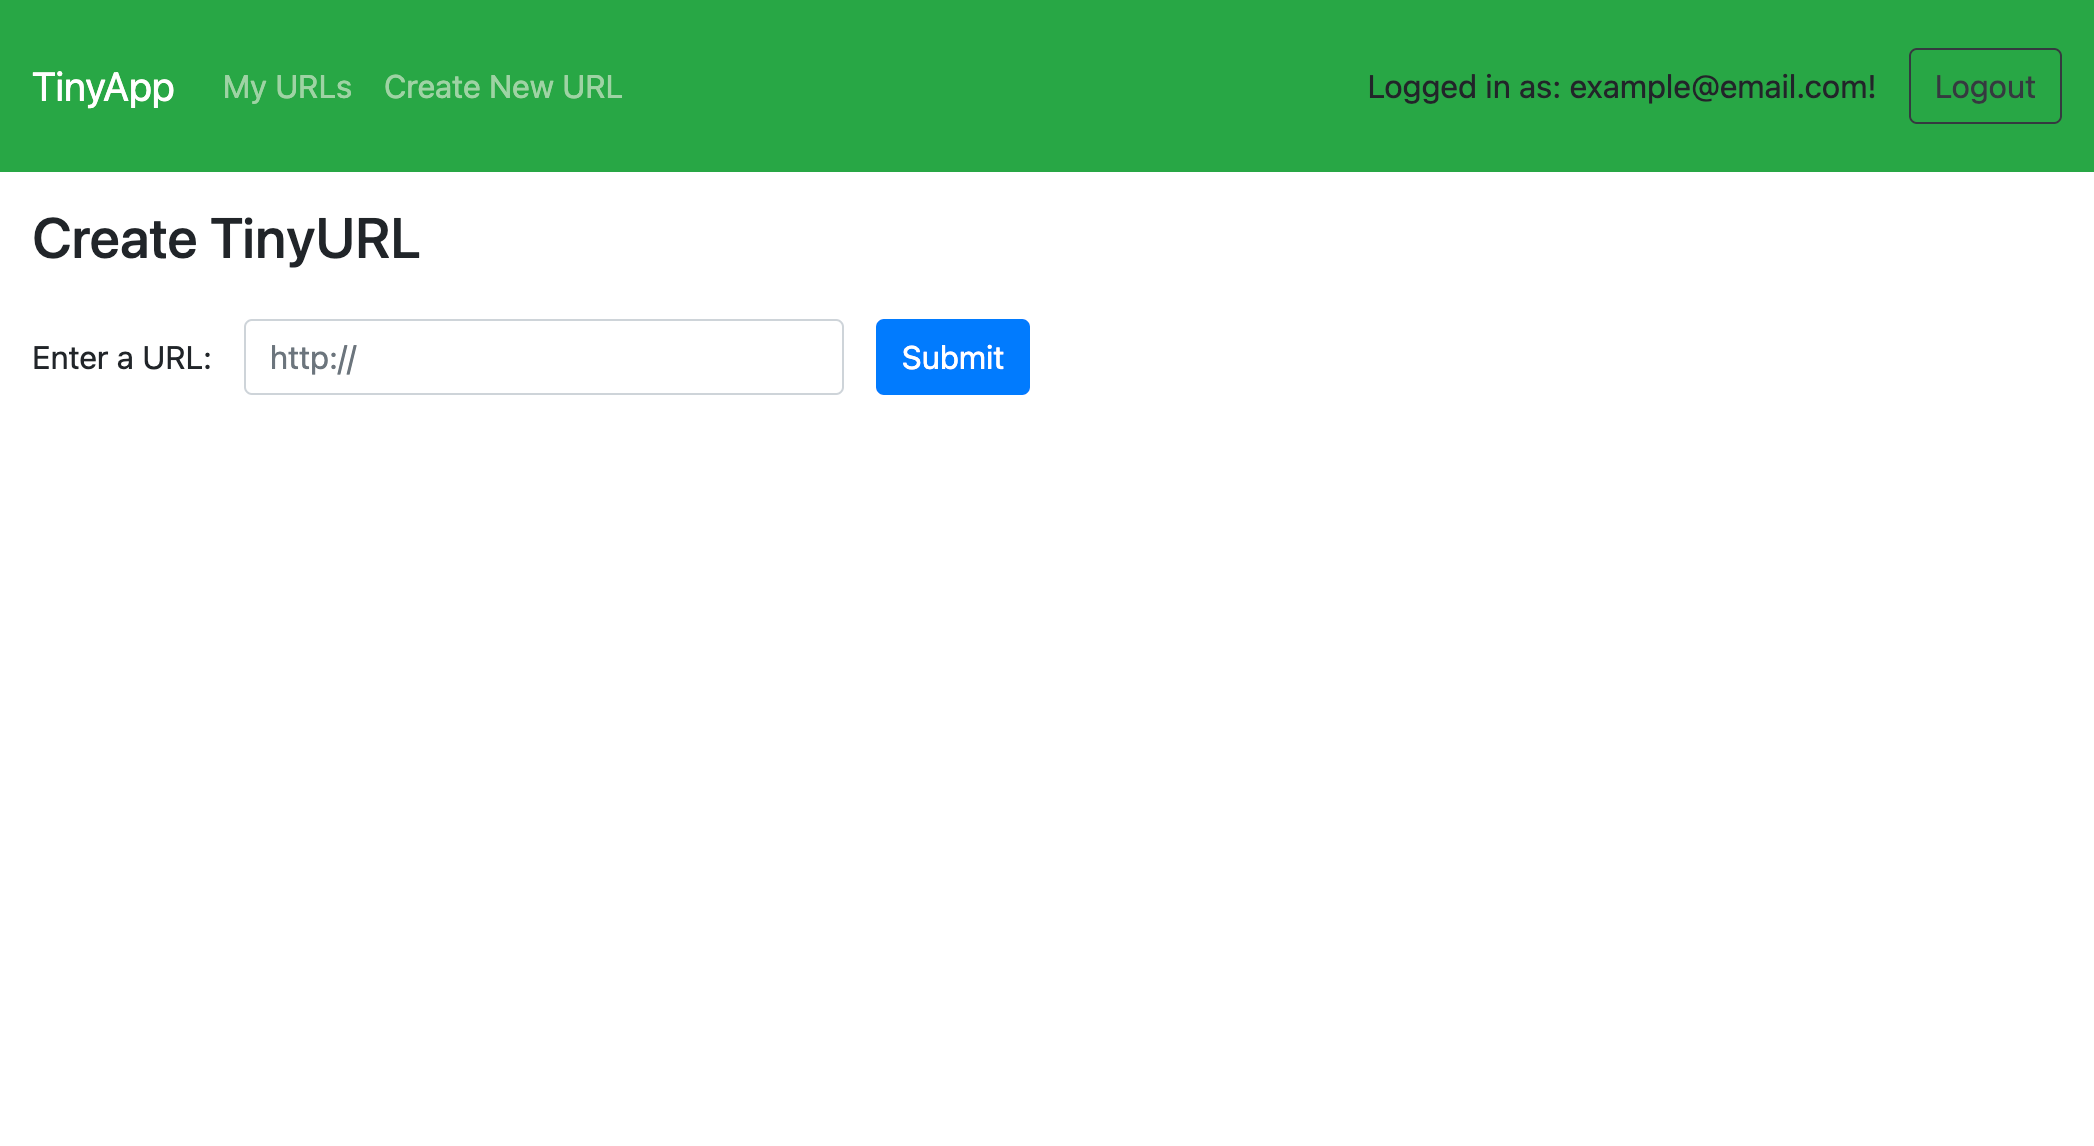 TinyApp My URLs Create New URL Logged in as: example@email.com! Logout
Create TinyURL
Enter a URL: http:// Submit